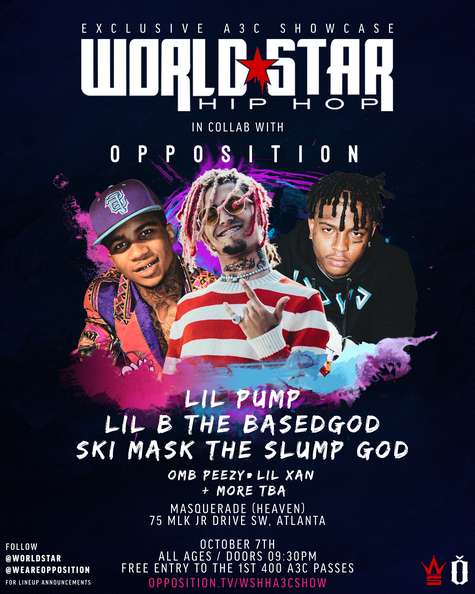 EXCLUSIVE A3C SHOWCASE
WORLD STAR
HIP HOP
IN COLLAB WITH
OPPOSITION
LIL PUMP
LIL B THE BASEDGOD
SKI MASK THE SLUMP GOD
OMB PEEZY • LIL XAN
+ MORE TBA
MASQUERADE (HEAVEN)
75 MLK JR DRIVE SW, ATLANTA
OCTOBER 7TH
ALL AGES / DOORS 09:30PM
FREE ENTRY TO THE 1ST 400 A3C PASSES
OPPOSITION.TV/WSHHA3CSHOW
FOLLOW
@WORLDSTAR
@WEAREOPPOSITION
FOR LINEUP ANNOUNCEMENTS